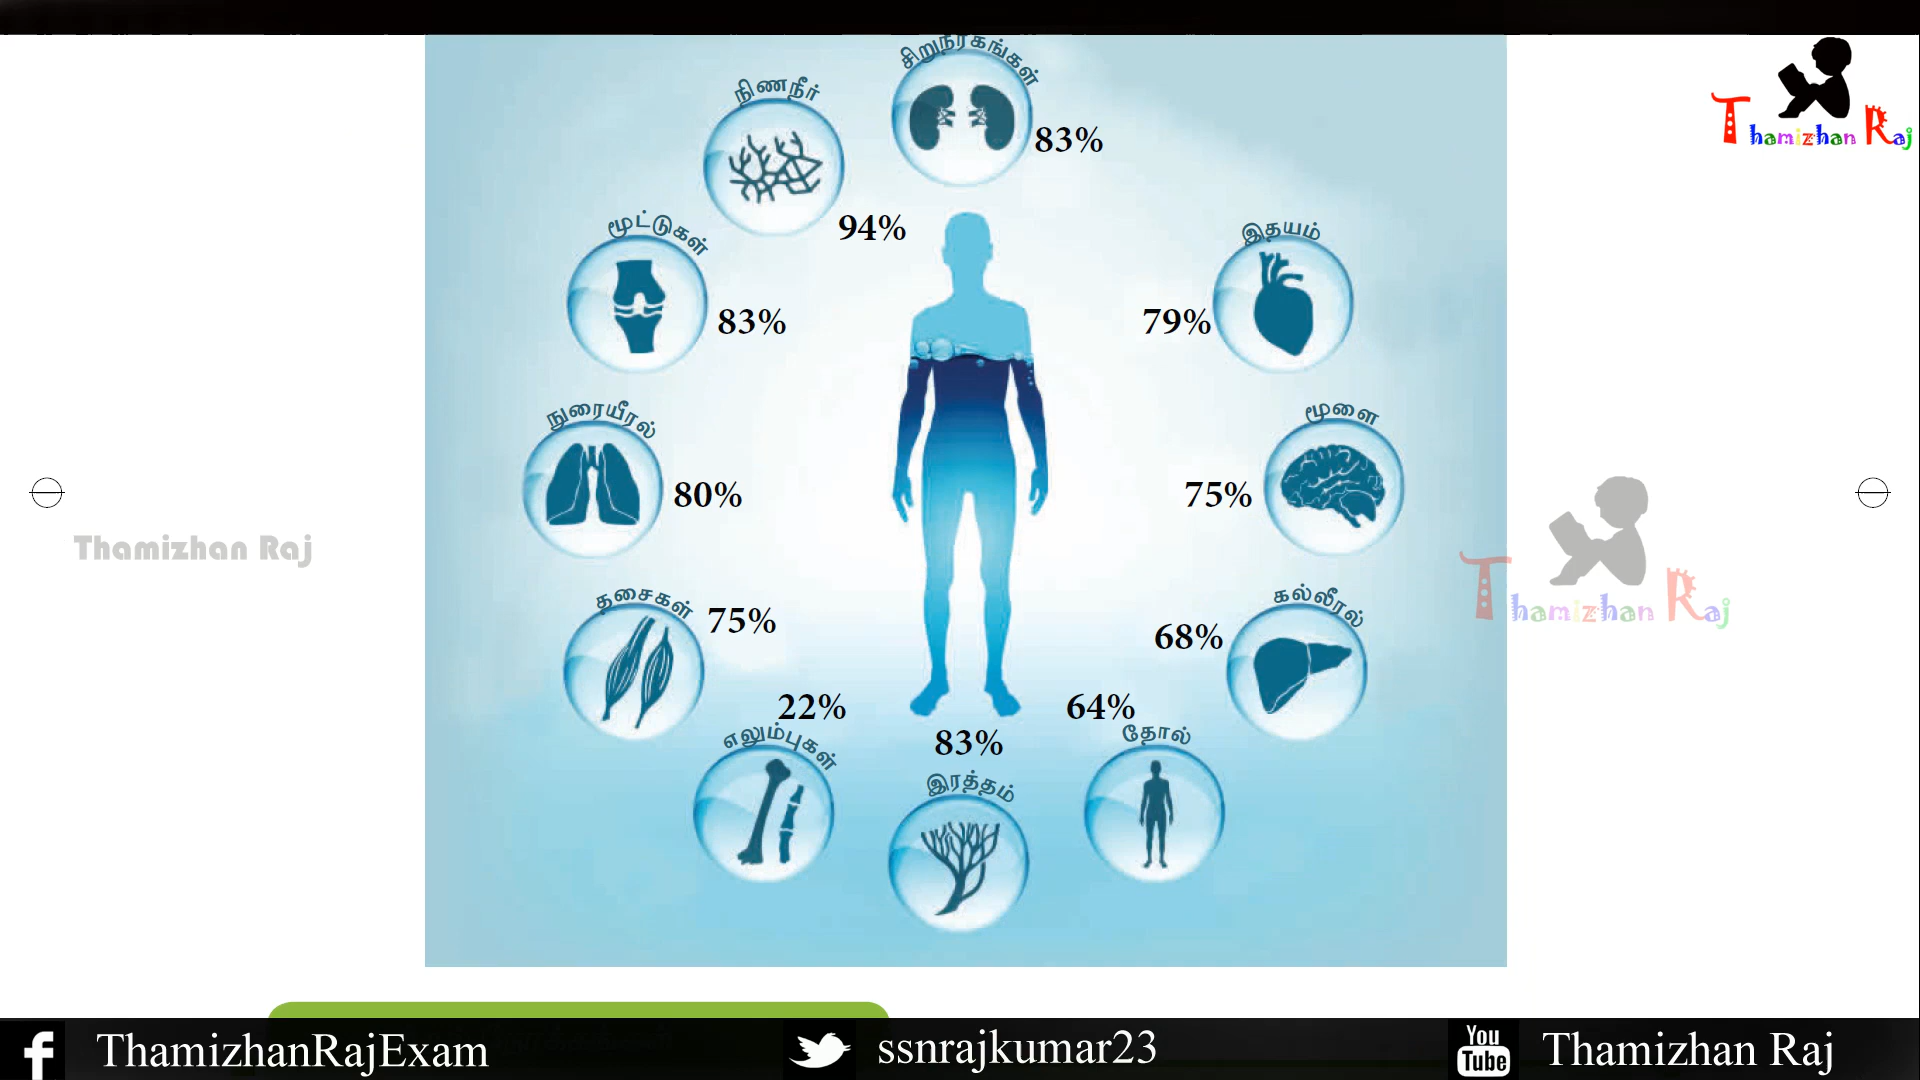 சிறுநீரகங்கள்
83%
நிணநீர்
94%
மூட்டுகள்
83%
இதயம்
79%
நுரையீரல்
80%
மூளை
75%
தசைகள்
75%
கல்லீரல்
68%
22%
எலும்புகள்
83%
இரத்தம்
64%
தோல்
Thamizhan Raj
Thamizhan Raj
Thamizhan Raj
ThamizhanRajExam
ssnrajkumar23
You Tube
Thamizhan Raj